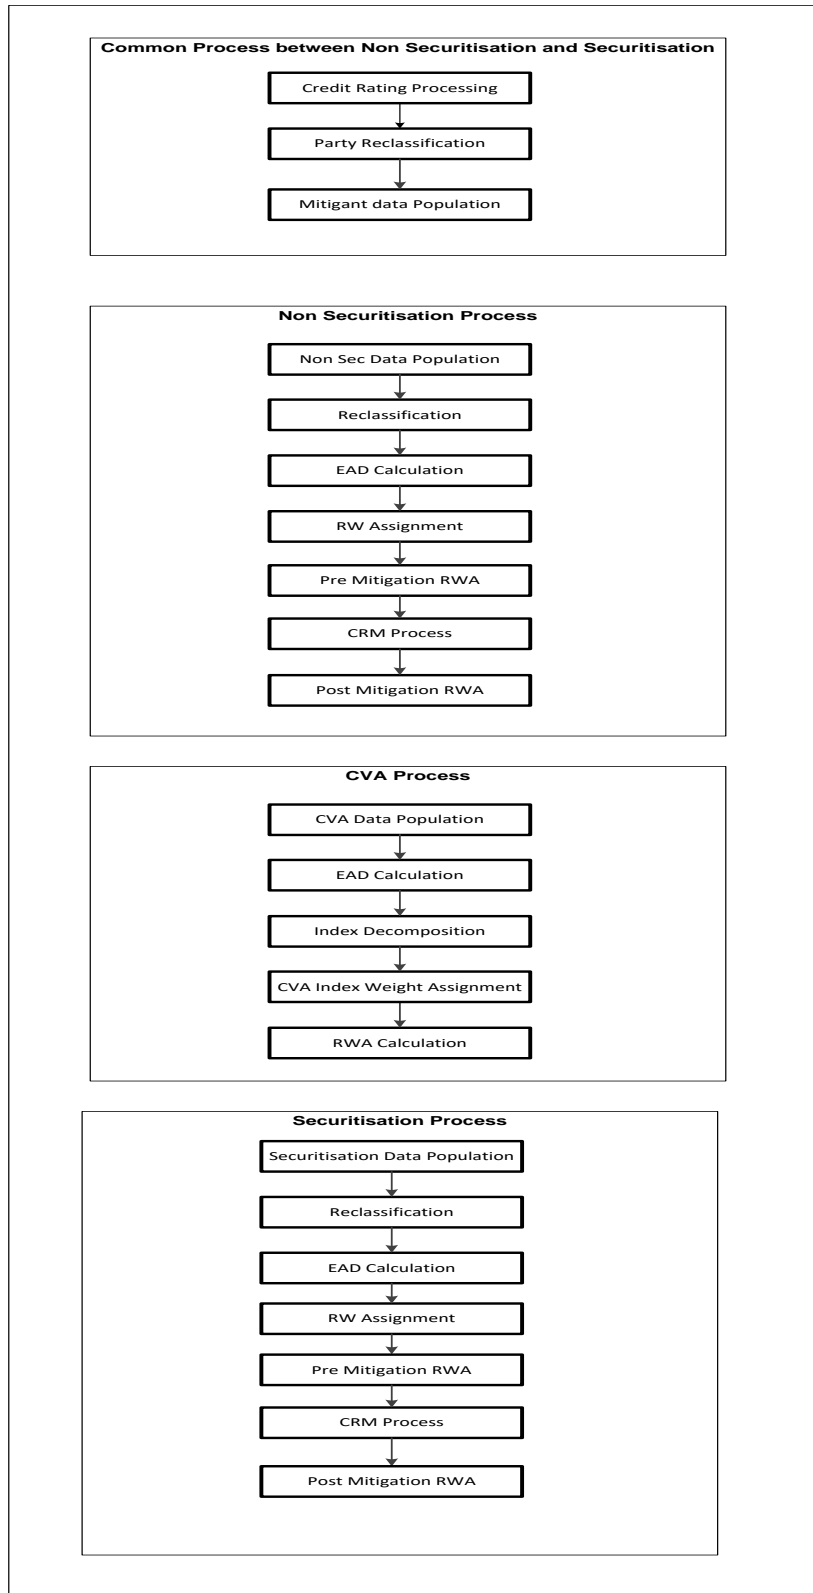 Common Process between Non Securitisation and Securitisation
Credit Rating Processing
Party Reclassification
Mitigant data Population
Non Securitisation Process
Non Sec Data Population
Reclassification
EAD Calculation
RW Assignment
Pre Mitigation RWA
CRM Process
Post Mitigation RWA
CVA Process
CVA Data Population
EAD Calculation
Index Decomposition
CVA Index Weight Assignment
RWA Calculation
Securitisation Process
Securitisation Data Population
Reclassification
EAD Calculation
RW Assignment
Pre Mitigation RWA
CRM Process
Post Mitigation RWA